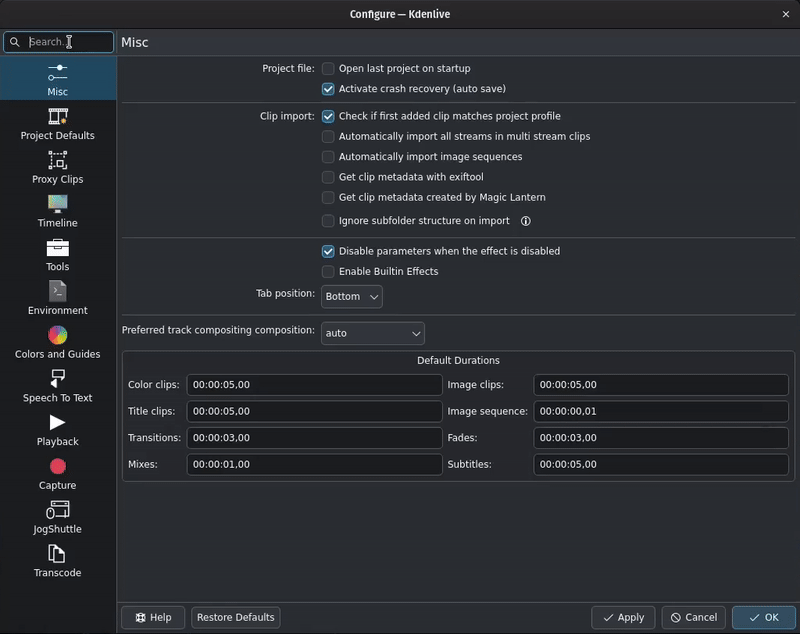 Configure — Kdenlive
Search...
Misc
Misc
Project Defaults
Proxy Clips
Timeline
Tools
Environment
Colors and Guides
Speech To Text
Playback
Capture
JogShuttle
Transcode
Project file: Open last project on startup
Activate crash recovery (auto save)
Clip import: Check if first added clip matches project profile
Automatically import all streams in multi stream clips
Automatically import image sequences
Get clip metadata with exiftool
Get clip metadata created by Magic Lantern
Ignore subfolder structure on import
Disable parameters when the effect is disabled
Enable Builtin Effects
Tab position: Bottom
Preferred track compositing composition: auto
Default Durations
Color clips: 00:00:05,00 Image clips: 00:00:05,00
Title clips: 00:00:05,00 Image sequence: 00:00:00,01
Transitions: 00:00:03,00 Fades: 00:00:03,00
Mixes: 00:00:01,00 Subtitles: 00:00:05,00
Help Restore Defaults Apply Cancel OK